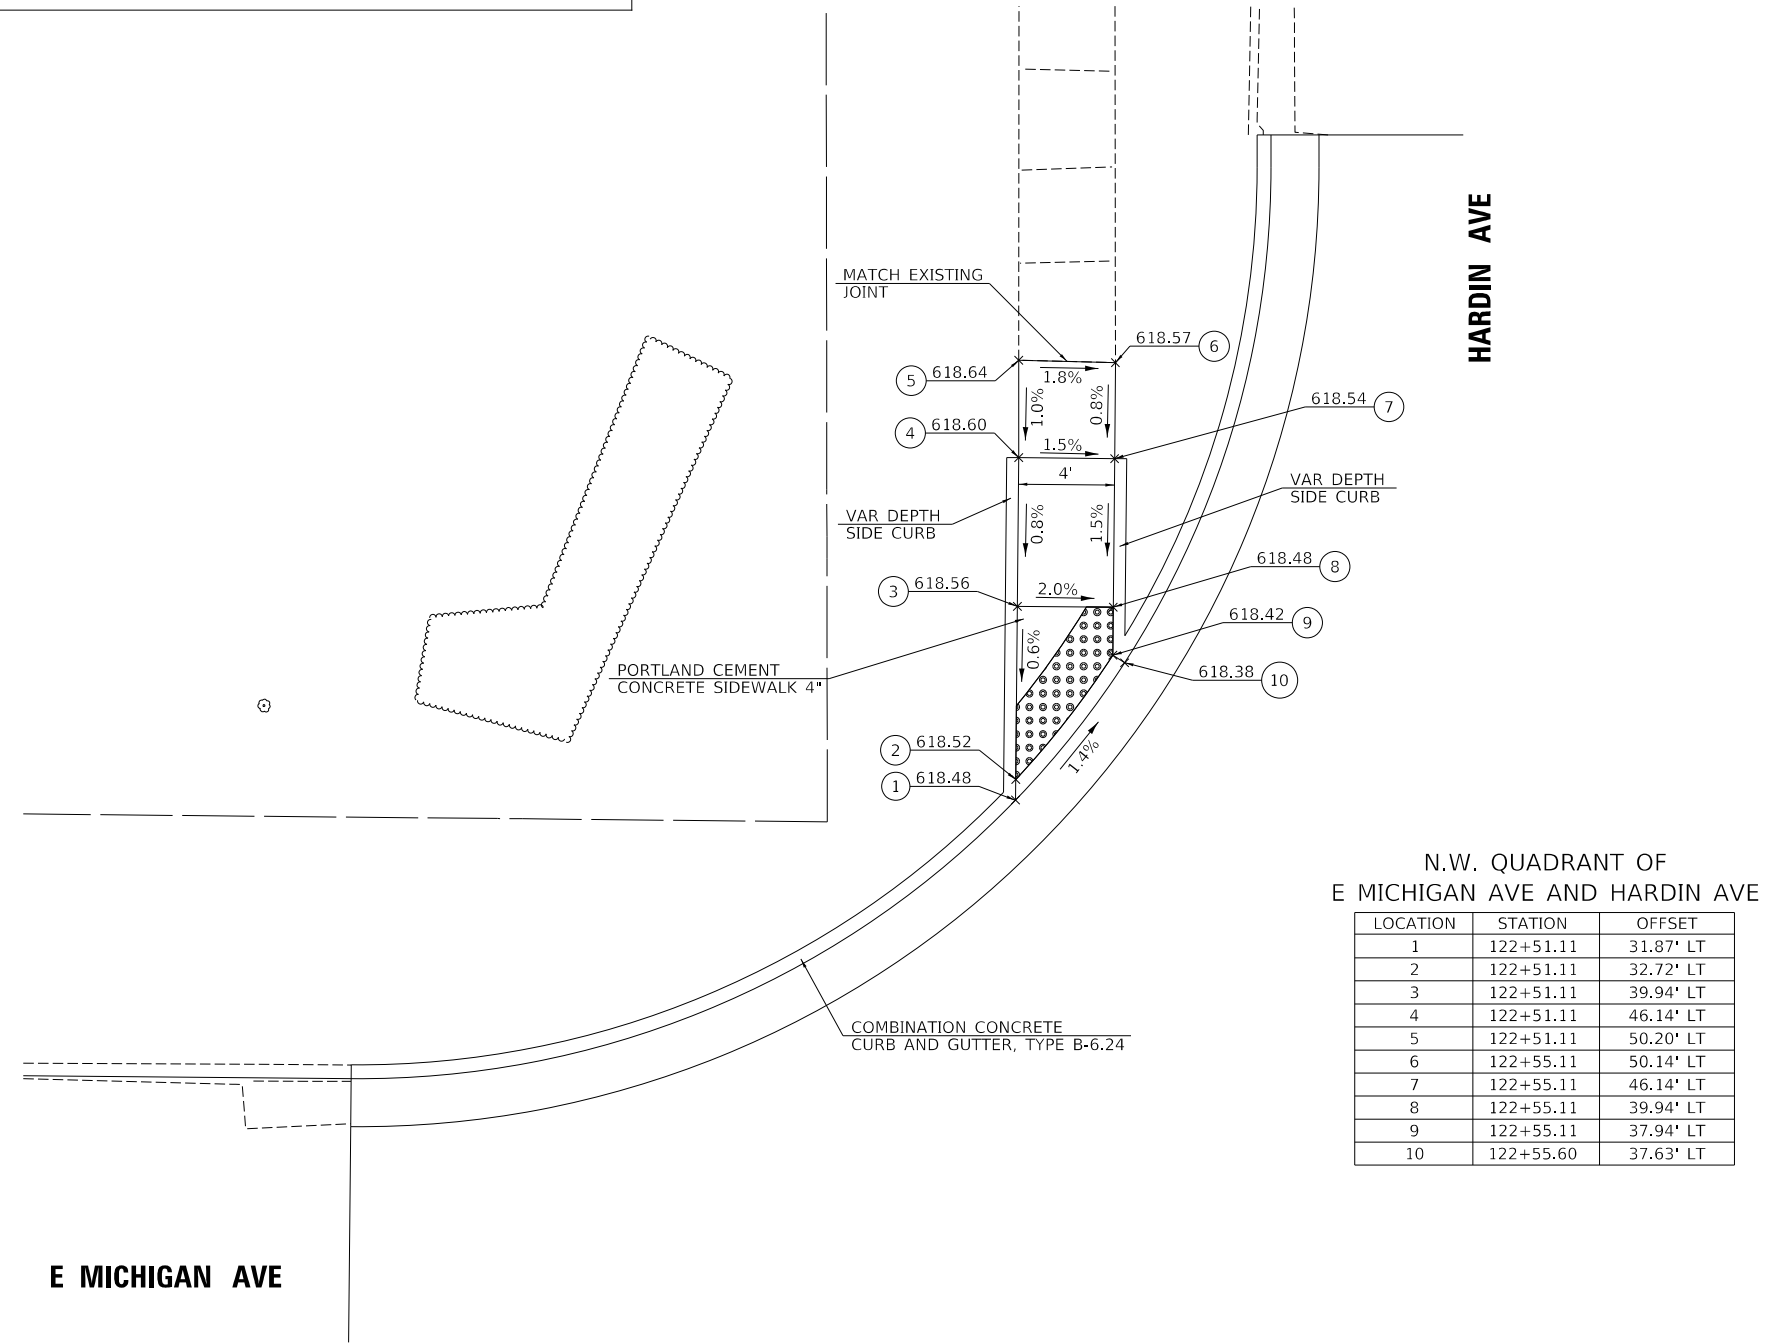 HARDIN AVE
MATCH EXISTING
JOINT
618.57 6
5 618.64
1.8%
1.0%
0.8%
618.54 7
4 618.60
1.5%
4'
VAR DEPTH
SIDE CURB
VAR DEPTH
SIDE CURB
0.8%
1.5%
618.48 8
3 618.56
2.0%
618.42 9
0.6%
PORTLAND CEMENT
CONCRETE SIDEWALK 4"
618.38 10
2 618.52
1.4%
1 618.48
N.W. QUADRANT OF
E MICHIGAN AVE AND HARDIN AVE
LOCATION STATION OFFSET
1 122+51.11 31.87' LT
2 122+51.11 32.72' LT
3 122+51.11 39.94' LT
4 122+51.11 46.14' LT
5 122+51.11 50.20' LT
6 122+55.11 50.14' LT
7 122+55.11 46.14' LT
8 122+55.11 39.94' LT
9 122+55.11 37.94' LT
10 122+55.60 37.63' LT
COMBINATION CONCRETE
CURB AND GUTTER, TYPE B-6.24
E MICHIGAN AVE